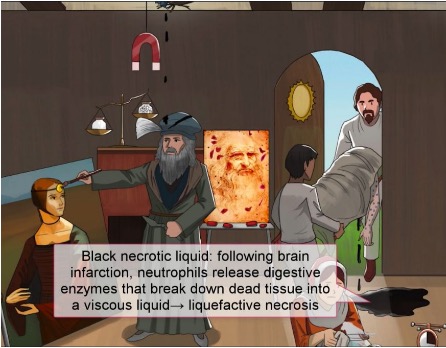 Black necrotic liquid: following brain
infarction, neutrophils release digestive
enzymes that break down dead tissue into
a viscous liquid→ liquefactive necrosis